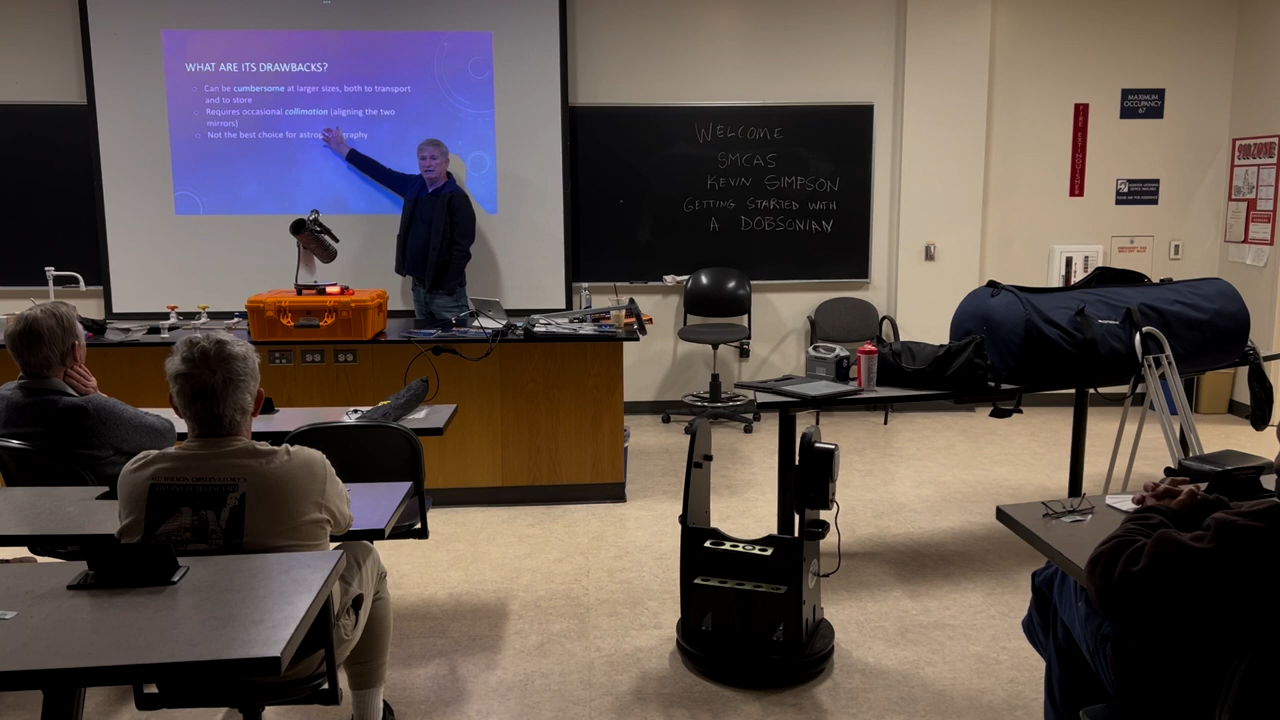 WHAT ARE ITS DRAWBACKS?
Can be cumbersome at larger sizes, both to transport
and to store
Requires occasional collimation (aligning the two
mirrors)
Not the best choice for
WELCOME
SMCAS
KEVIN SIMPSON
GETTING STARTED WITH
A DOBSONIAN
FIRE EXTINGUISHER
MAXIMUM
OCCUPANCY
67